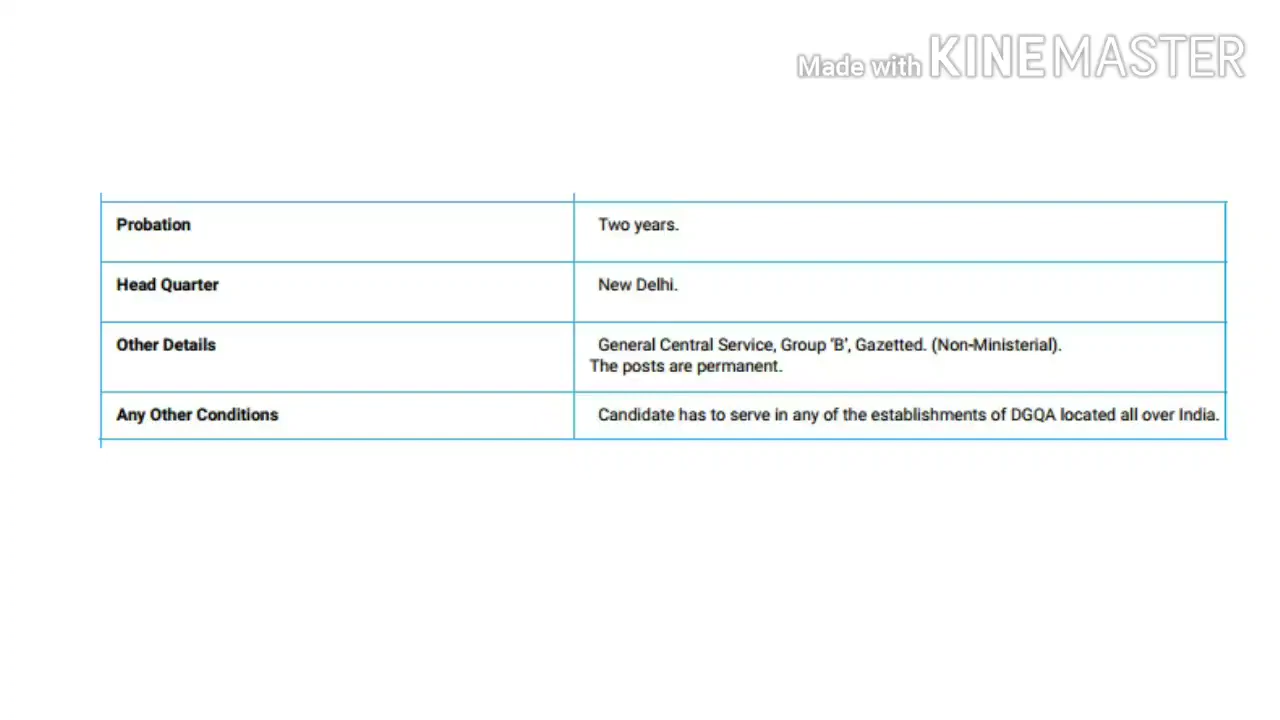 Made with KINEMASTER
Probation
Two years.
Head Quarter
New Delhi.
Other Details
General Central Service, Group ‘B’, Gazetted. (Non-Ministerial).
The posts are permanent.
Any Other Conditions
Candidate has to serve in any of the establishments of DGQA located all over India.